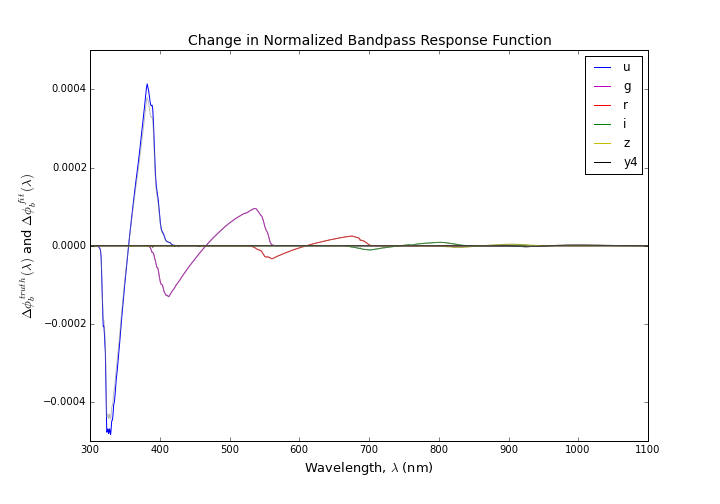 Change in Normalized Bandpass Response Function
Δϕ_b^truth(λ) and Δϕ_b^fit(λ)
0.0004
0.0002
0.0000
−0.0002
−0.0004
u
g
r
i
z
y4
300 400 500 600 700 800 900 1000 1100
Wavelength, λ (nm)